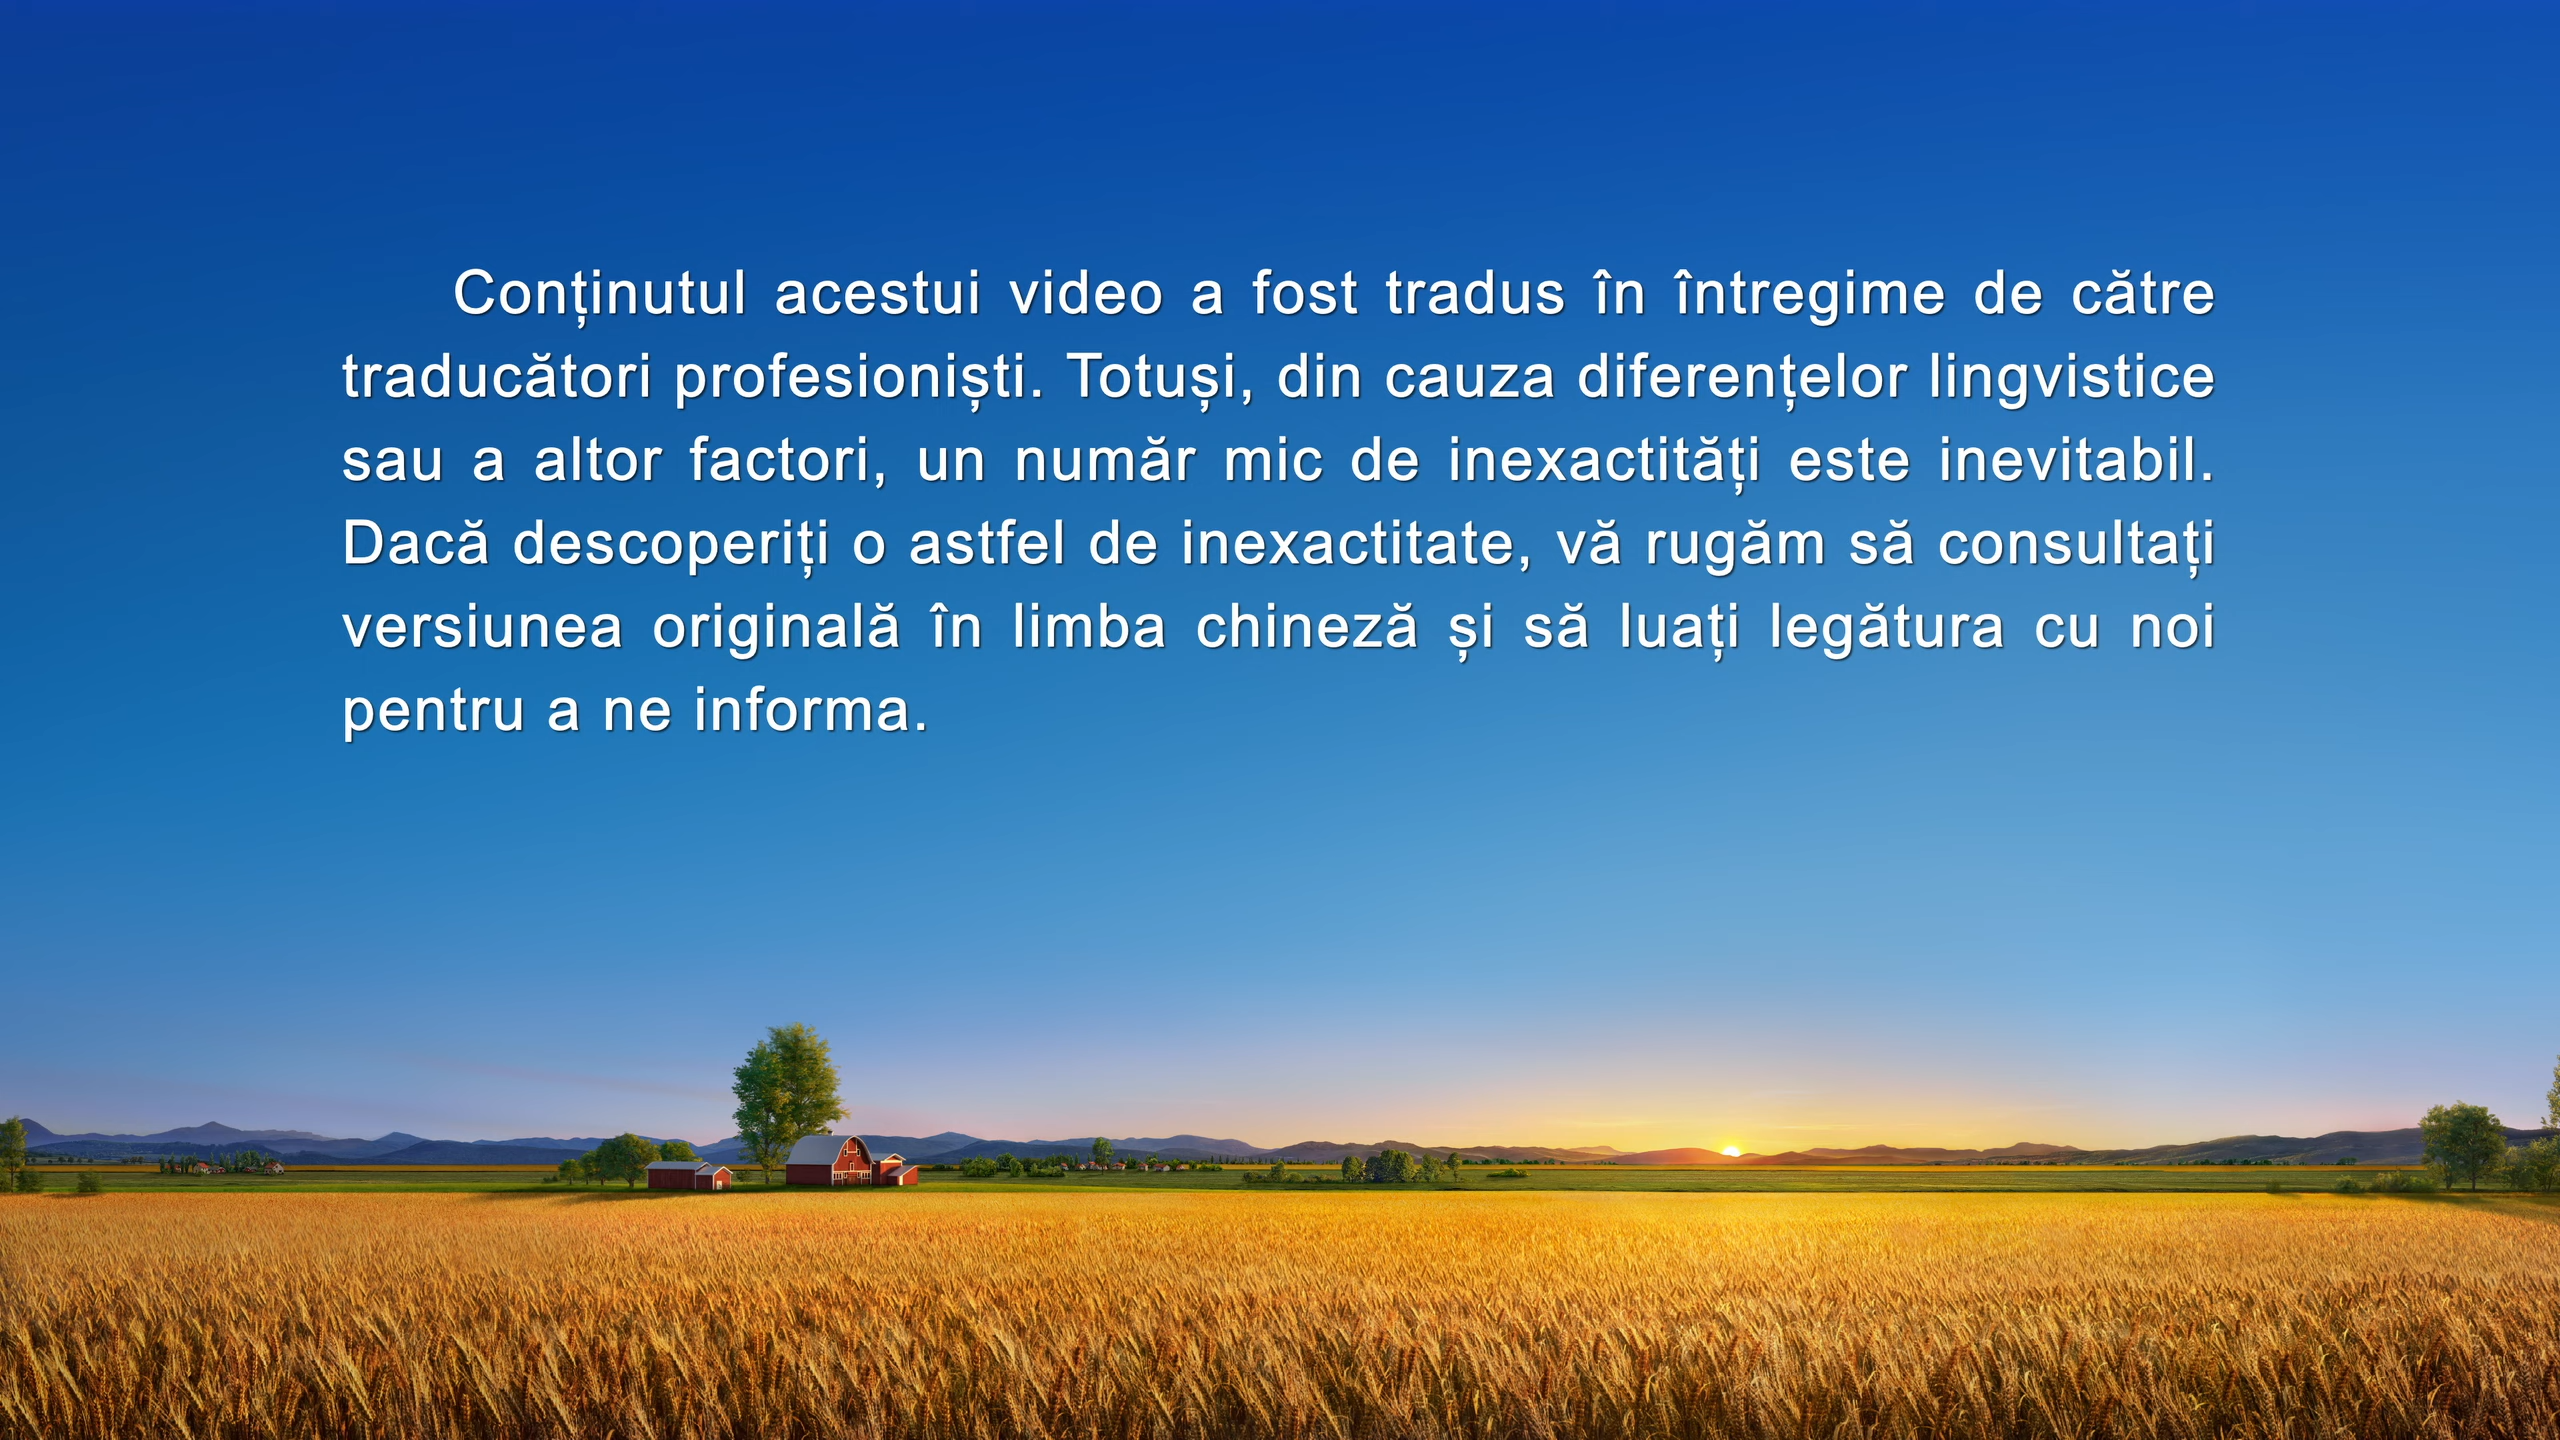 Conținutul acestui video a fost tradus în întregime de către
traducători profesioniști. Totuși, din cauza diferențelor lingvistice
sau a altor factori, un număr mic de inexactități este inevitabil.
Dacă descoperiți o astfel de inexactitate, vă rugăm să consultați
versiunea originală în limba chineză și să luați legătura cu noi
pentru a ne informa.